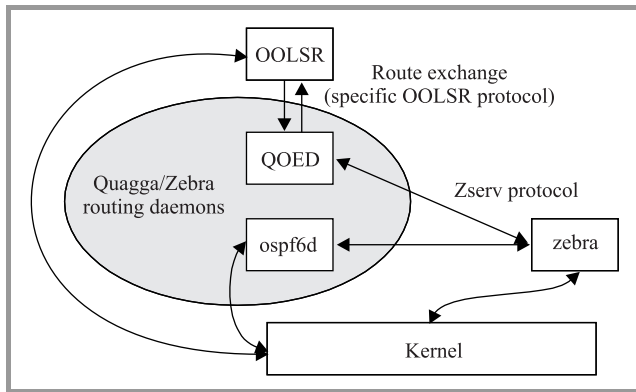 OOLSR
Route exchange
(specific OOLSR protocol)
QOED
Quagga/Zebra
routing daemons
Zserv protocol
ospf6d
zebra
Kernel